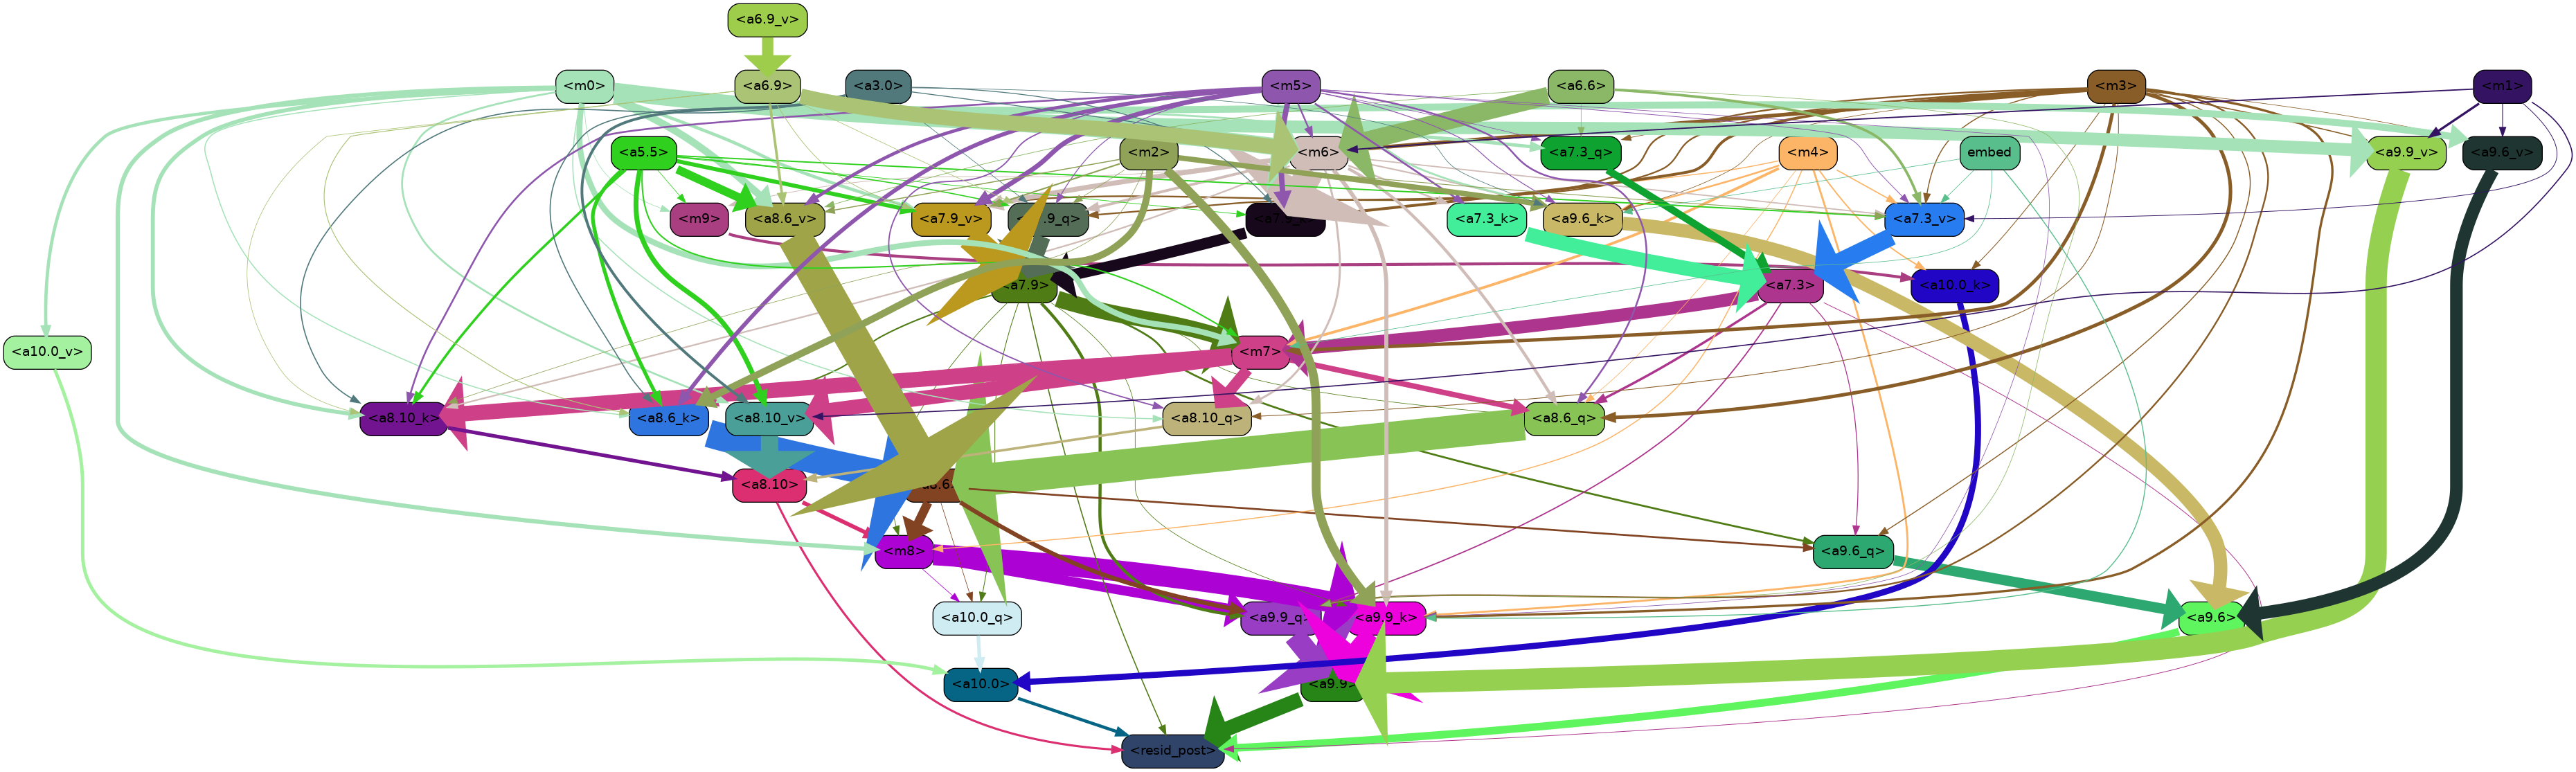 <a6.9_v>
<m0> <a6.9> <a3.0> <m5> <a6.6> <m3> <m1>
<a5.5> <m2> <m6> <a7.3_q> <m4> embed <a9.9_v> <a9.6_v>
<m9> <a8.6_v> <a7.9_v> <a7.3_k> <a9.6_k> <a7.3_v>
<a7.9> <a7.3> <a10.0_k>
<a10.0_v> <m7>
<a8.10_k> <a8.6_k> <a8.10_v> <a8.10_q> <a8.6_q>
<a8.10>
<m8> <a9.6_q>
<a10.0_q> <a9.9_q> <a9.9_k> <a9.6>
<a10.0> <a9.9>
<resid_post>